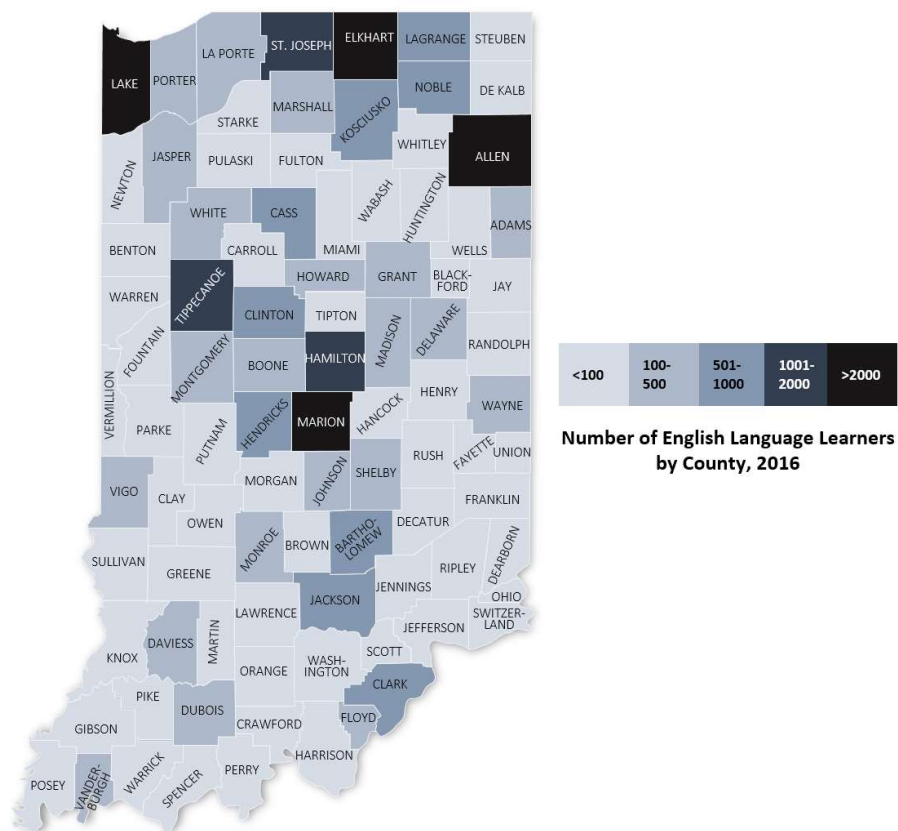 ST. JOSEPH
ELKHART
LAGRANGE
STEUBEN
LAKE
PORTER
LA PORTE
NOBLE
DE KALB
MARSHALL
KOSCIUSKO
STARKE
WHITLEY
ALLEN
NEWTON
JASPER
PULASKI
FULTON
WABASH
HUNTINGTON
WHITE
CASS
ADAMS
BENTON
CARROLL
MIAMI
WELLS
HOWARD
GRANT
BLACK-
FORD
JAY
WARREN
TIPPECANOE
CLINTON
TIPTON
MADISON
DELAWARE
RANDOLPH
FOUNTAIN
MONTGOMERY
BOONE
HAMILTON
HENRY
WAYNE
VERMILLION
PARKE
PUTNAM
HENDRICKS
MARION
HANCOCK
RUSH
FAYETTE
UNION
VIGO
CLAY
MORGAN
JOHNSON
SHELBY
FRANKLIN
OWEN
DECATUR
SULLIVAN
GREENE
MONROE
BROWN
BARTHO-
LOMEW
JENNINGS
RIPLEY
DEARBORN
OHIO
SWITZER-
LAND
JACKSON
LAWRENCE
JEFFERSON
KNOX
DAVIESS
MARTIN
ORANGE
WASH-
INGTON
SCOTT
CLARK
PIKE
DUBOIS
CRAWFORD
FLOYD
HARRISON
GIBSON
POSEY
VANDER-
BURGH
WARRICK
SPENCER
PERRY
<100
100-
500
501-
1000
1001-
2000
>2000
Number of English Language Learners
by County, 2016